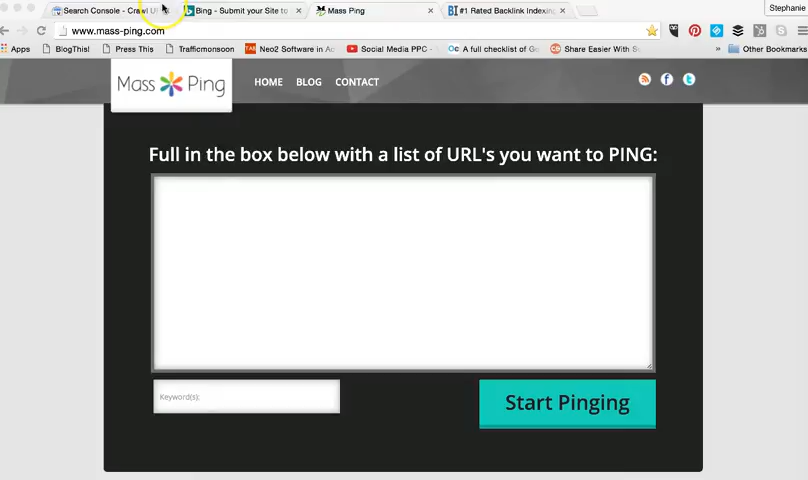 Search Console - Crawl U
Bing - Submit your Site to
Mass Ping
#1 Rated Backlink Indexing
Stephanie
www.mass-ping.com
Apps
BlogThis!
Press This
Trafficmonsoon
Neo2 Software in Ac
Social Media PPC -
A full checklist of Go
Share Easier With Su
»
Other Bookmarks
Mass Ping
HOME
BLOG
CONTACT
Full in the box below with a list of URL's you want to PING:
Keyword(s);
Start Pinging